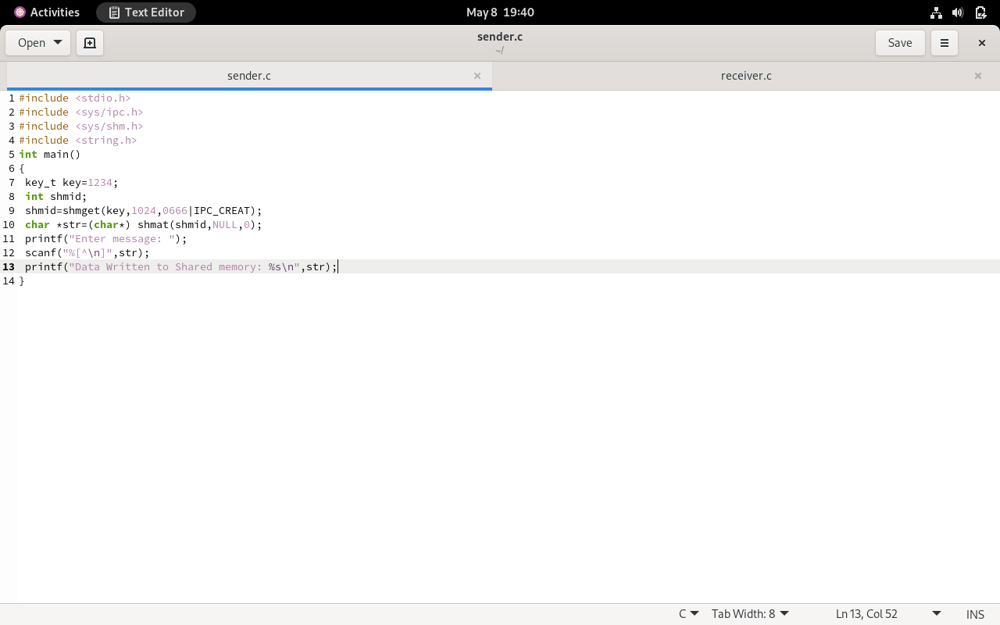 Activities Text Editor May 8 19:40
Open sender.c Save
~/
sender.c receiver.c
1 #include <stdio.h>
2 #include <sys/ipc.h>
3 #include <sys/shm.h>
4 #include <string.h>
5 int main()
6 {
7  key_t key=1234;
8  int shmid;
9  shmid=shmget(key,1024,0666|IPC_CREAT);
10  char *str=(char*) shmat(shmid,NULL,0);
11  printf("Enter message: ");
12  scanf("%[^\n]",str);
13  printf("Data Written to Shared memory: %s\n",str);
14 }
C Tab Width: 8 Ln 13, Col 52 INS